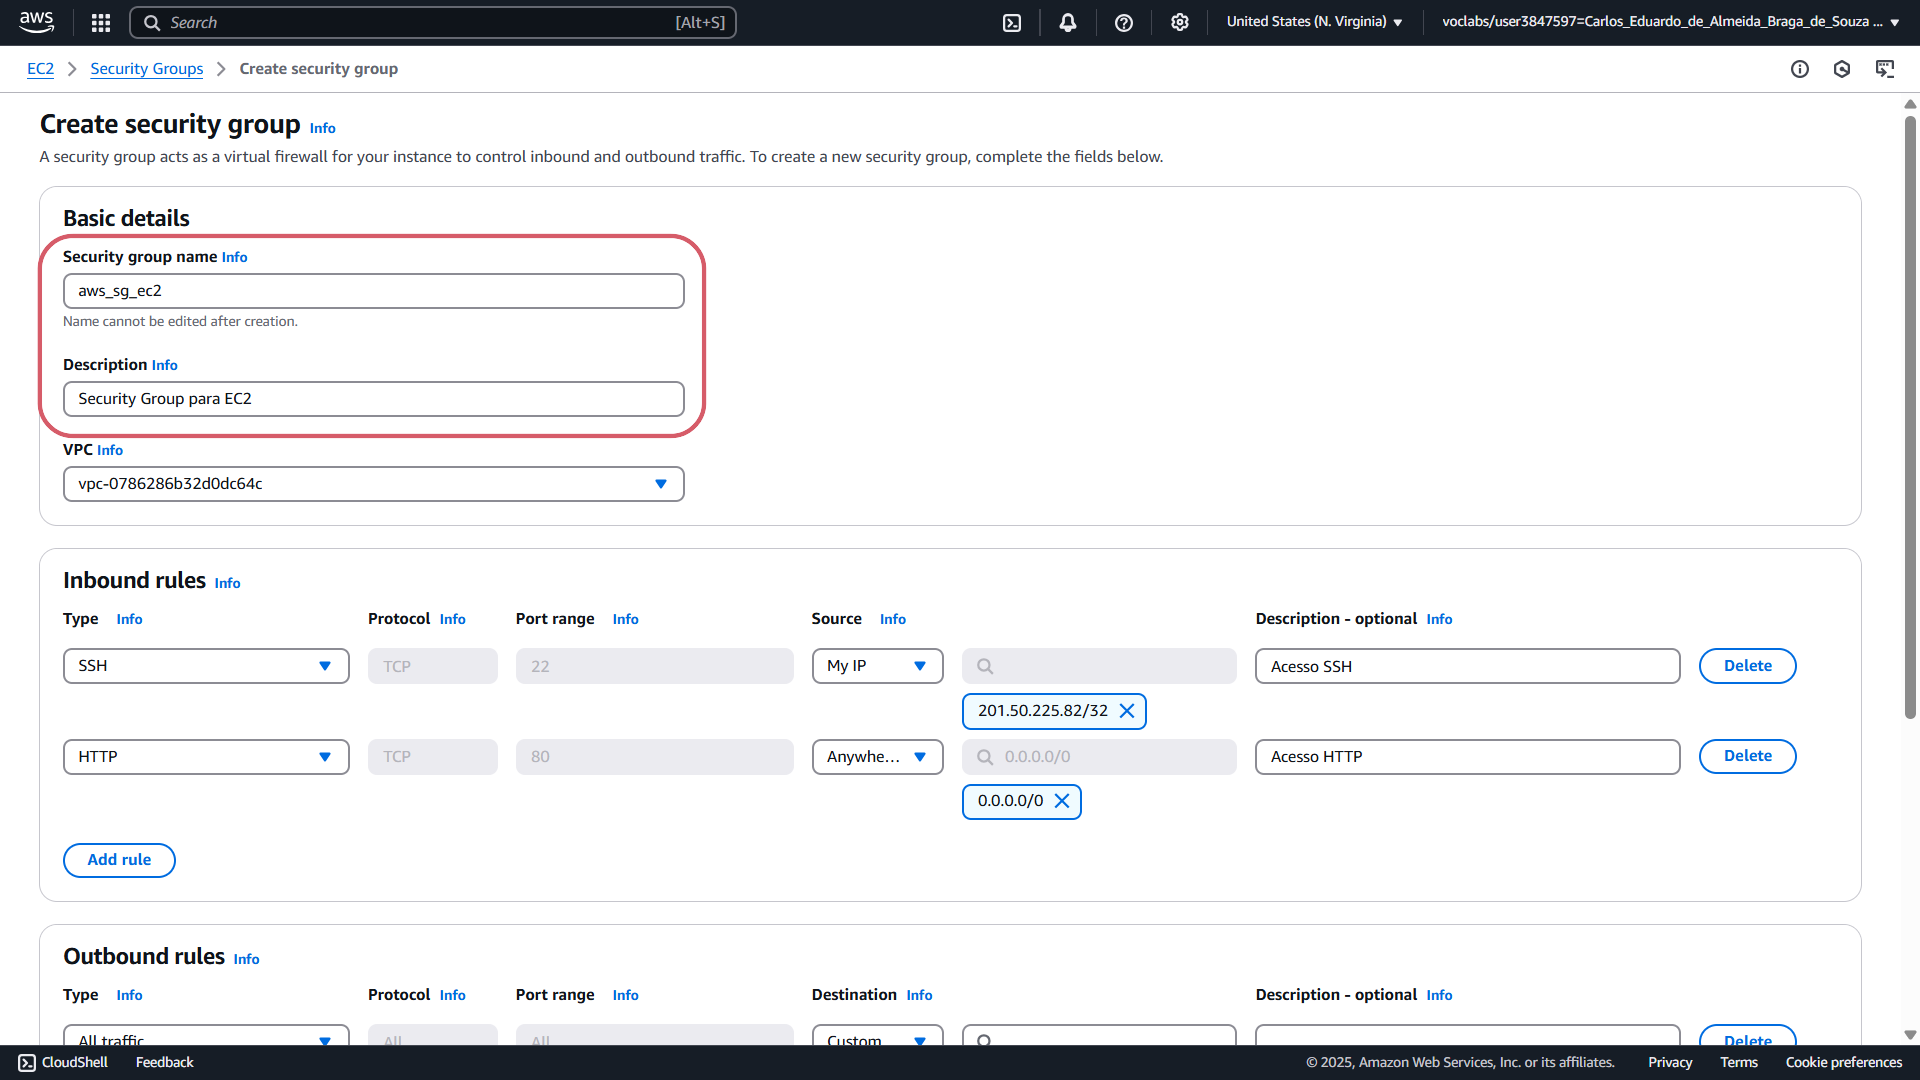 aws Search [Alt+S] United States (N. Virginia) voclabs/user3847597=Carlos_Eduardo_de_Almeida_Braga_de_Souza ...
EC2 Security Groups Create security group
Create security group Info
A security group acts as a virtual firewall for your instance to control inbound and outbound traffic. To create a new security group, complete the fields below.
Basic details
Security group name Info
aws_sg_ec2
Name cannot be edited after creation.
Description Info
Security Group para EC2
VPC Info
vpc-0786286b32d0dc64c
Inbound rules Info
Type Info Protocol Info Port range Info Source Info Description - optional Info
SSH TCP 22 My IP Acesso SSH Delete
201.50.225.82/32
HTTP TCP 80 Anywhe... 0.0.0.0/0 Acesso HTTP Delete
0.0.0.0/0
Add rule
Outbound rules Info
Type Info Protocol Info Port range Info Destination Info Description - optional Info
All traffic All All Custom Delete
CloudShell Feedback © 2025, Amazon Web Services, Inc. or its affiliates. Privacy Terms Cookie preferences